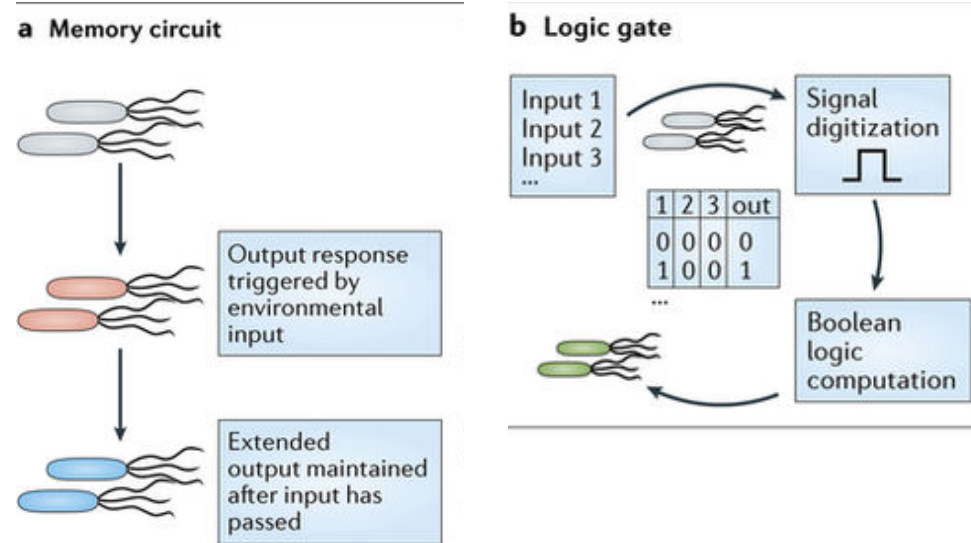 a Memory circuit
Output response
triggered by
environmental
input
Extended
output maintained
after input has
passed
b Logic gate
Input 1
Input 2
Input 3
...
Signal
digitization
1 2 3 out
0 0 0 0
1 0 0 1
...
Boolean
logic
computation